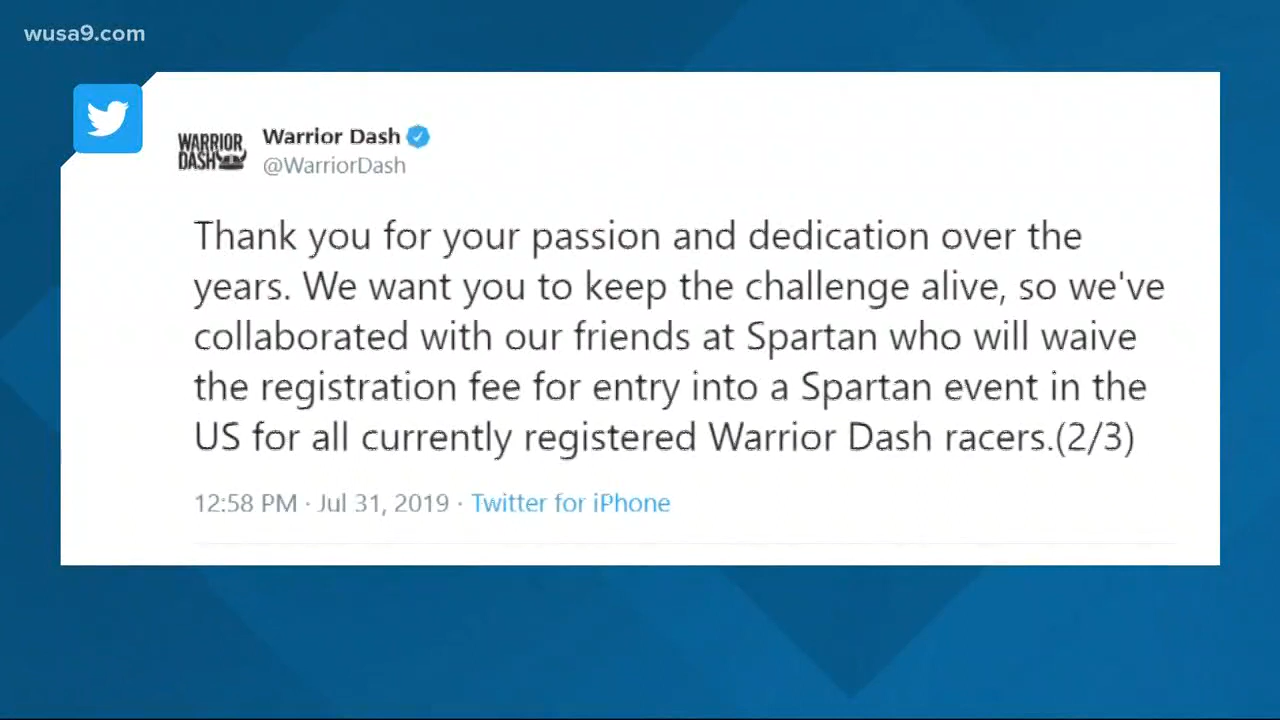 wusa9.com
WARRIOR
DASH
Warrior Dash
@WarriorDash
Thank you for your passion and dedication over the
years. We want you to keep the challenge alive, so we've
collaborated with our friends at Spartan who will waive
the registration fee for entry into a Spartan event in the
US for all currently registered Warrior Dash racers.(2/3)
12:58 PM · Jul 31, 2019 · Twitter for iPhone